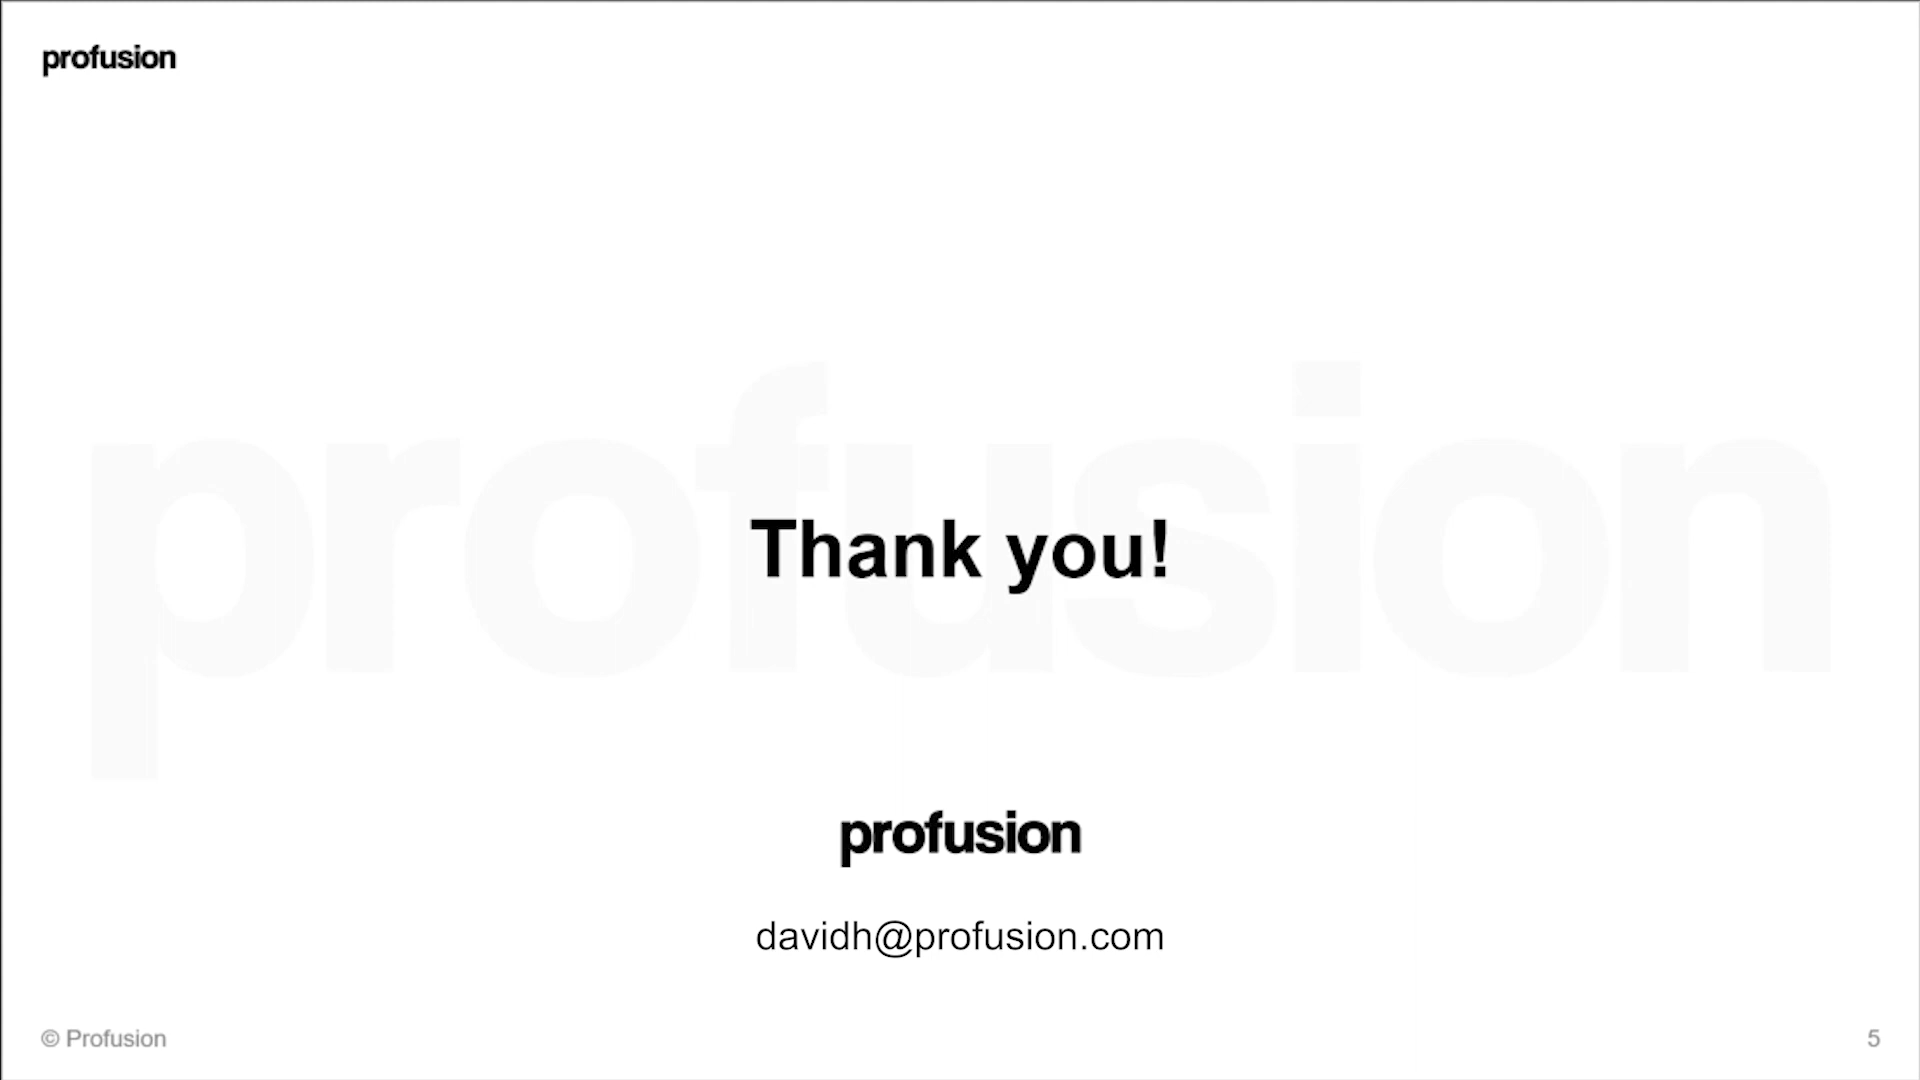 profusion
profusion
Thank you!
profusion
davidh@profusion.com
© Profusion
5